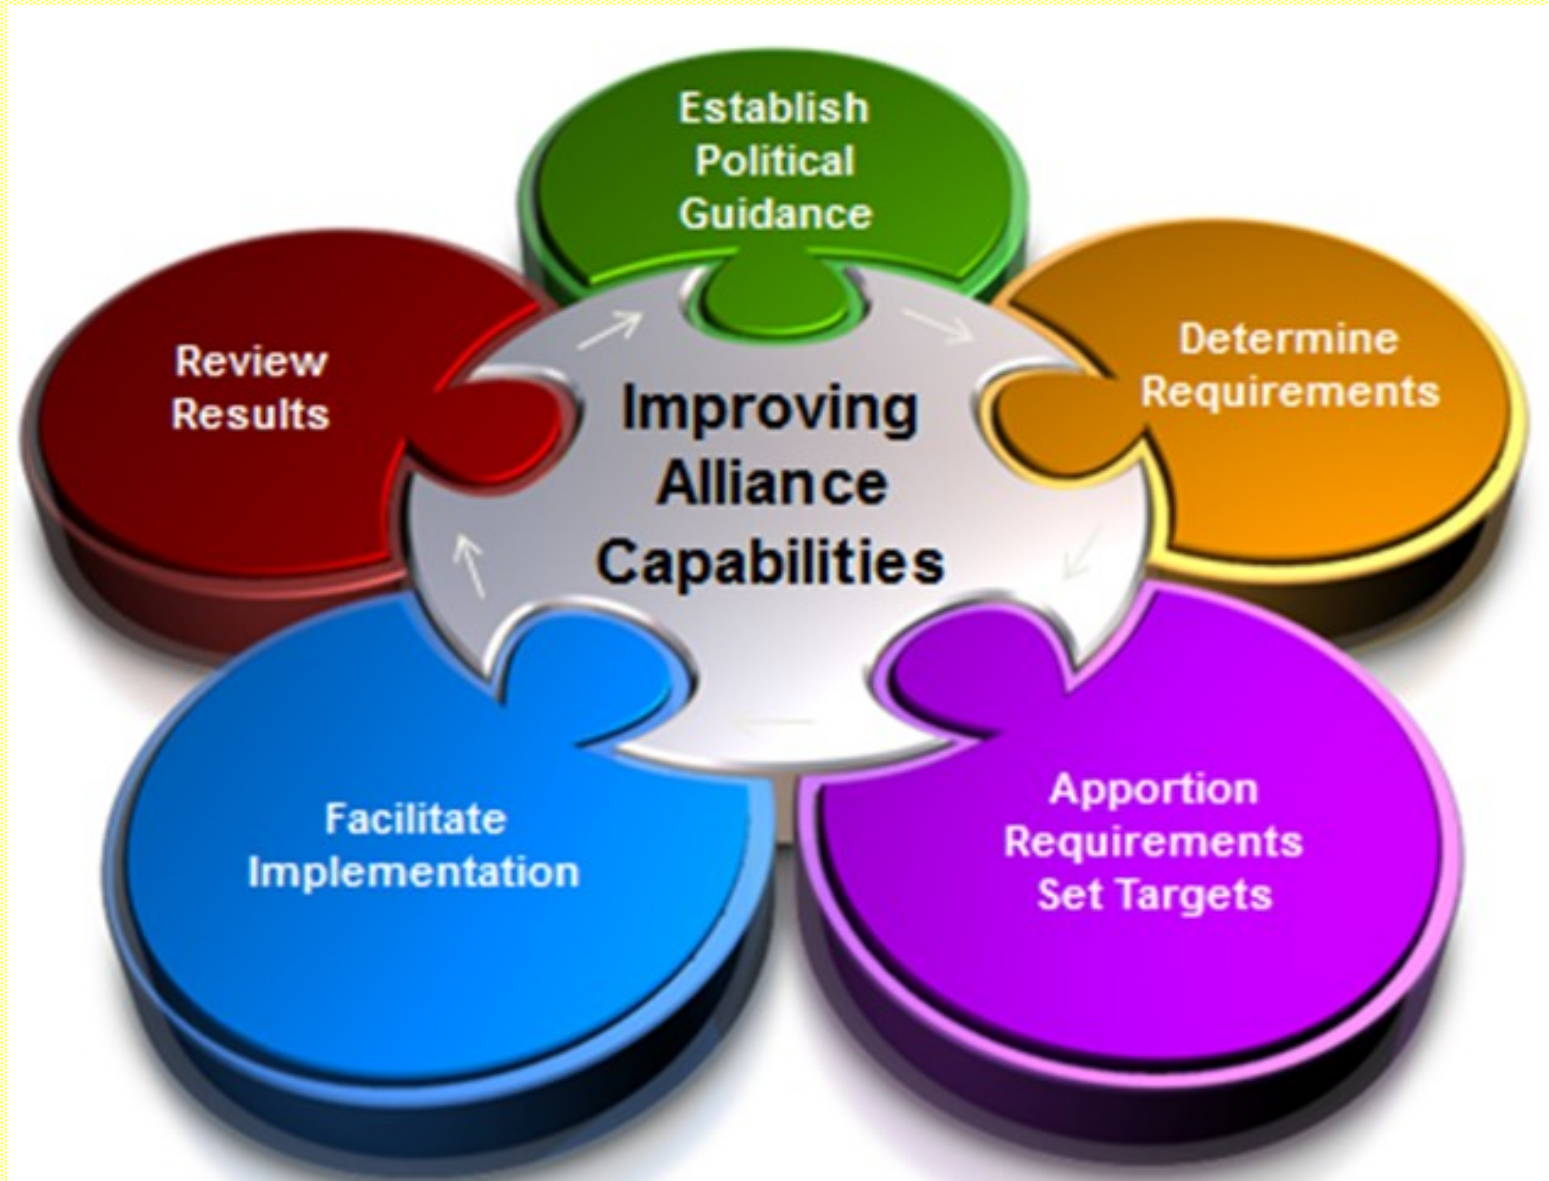 Establish
Political
Guidance
Determine
Requirements
Review
Results
Improving
Alliance
Capabilities
Apportion
Requirements
Set Targets
Facilitate
Implementation